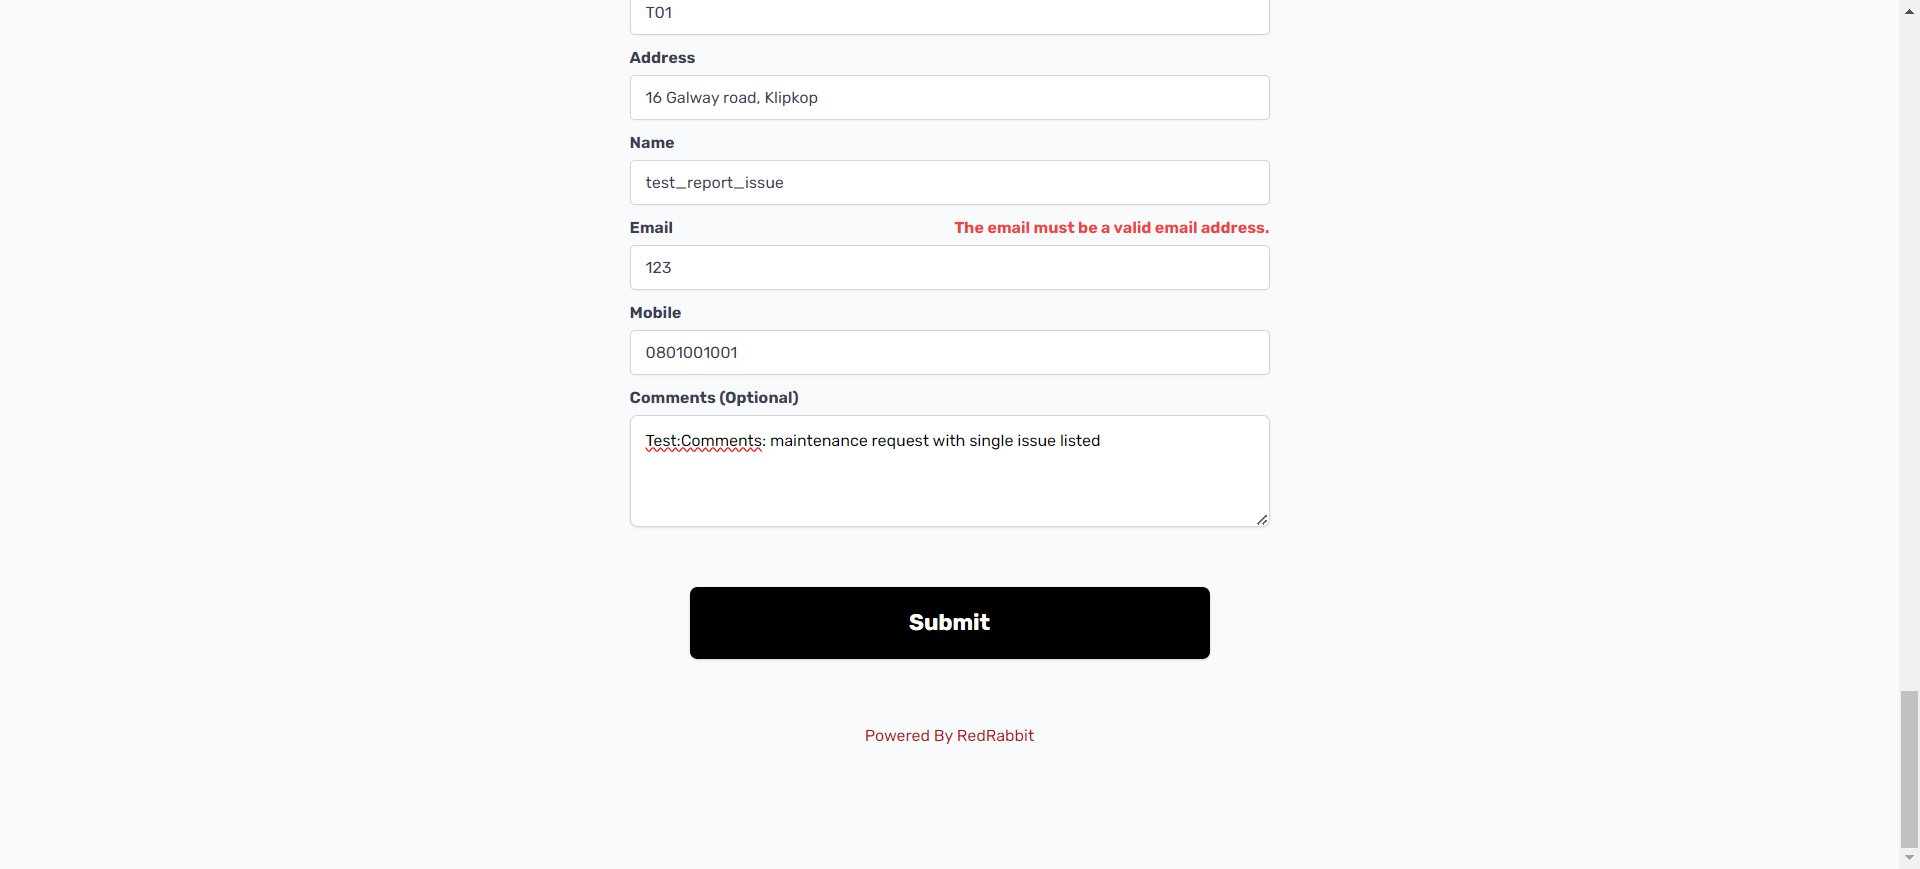 T01
Address
16 Galway road, Klipkop
Name
test_report_issue
Email
The email must be a valid email address.
123
Mobile
0801001001
Comments (Optional)
Test:Comments: maintenance request with single issue listed
Submit
Powered By RedRabbit